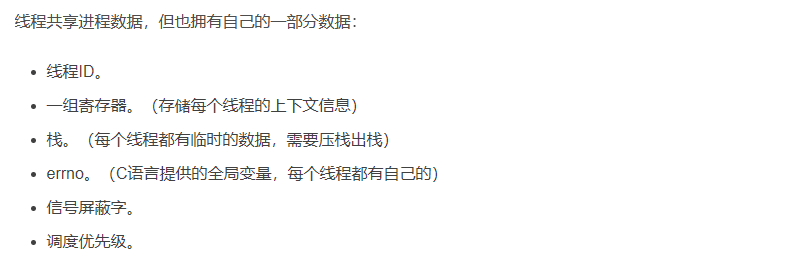 线程共享进程数据，但也拥有自己的一部分数据：
• 线程ID。
• 一组寄存器。（存储每个线程的上下文信息）
• 栈。（每个线程都有临时的数据，需要压栈出栈）
• errno。（C语言提供的全局变量，每个线程都有自己的）
• 信号屏蔽字。
• 调度优先级。